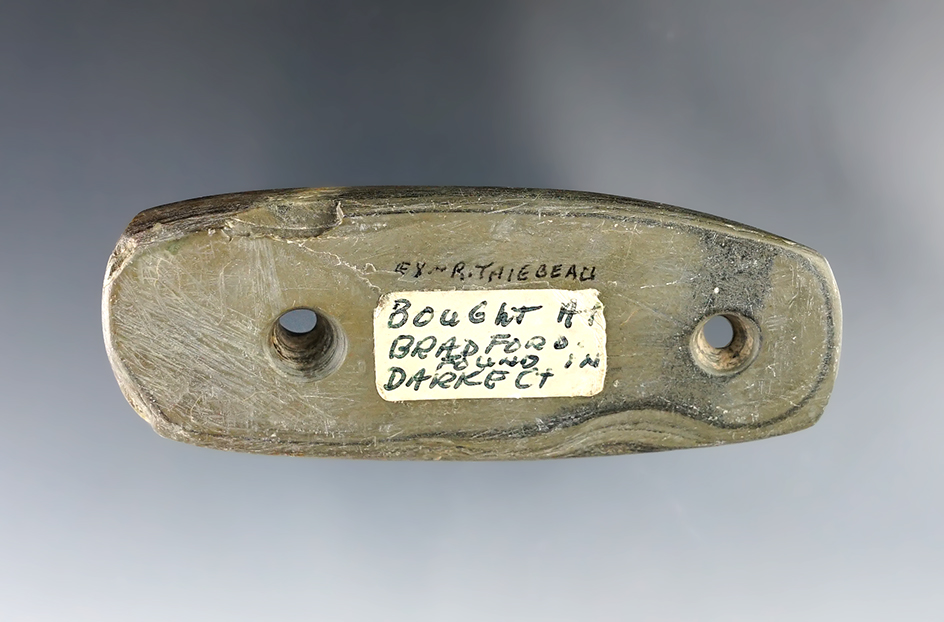 EX-R. THIEBEAU
BOUGHT AT
BRADFORD
FOUND IN
DARKE CT